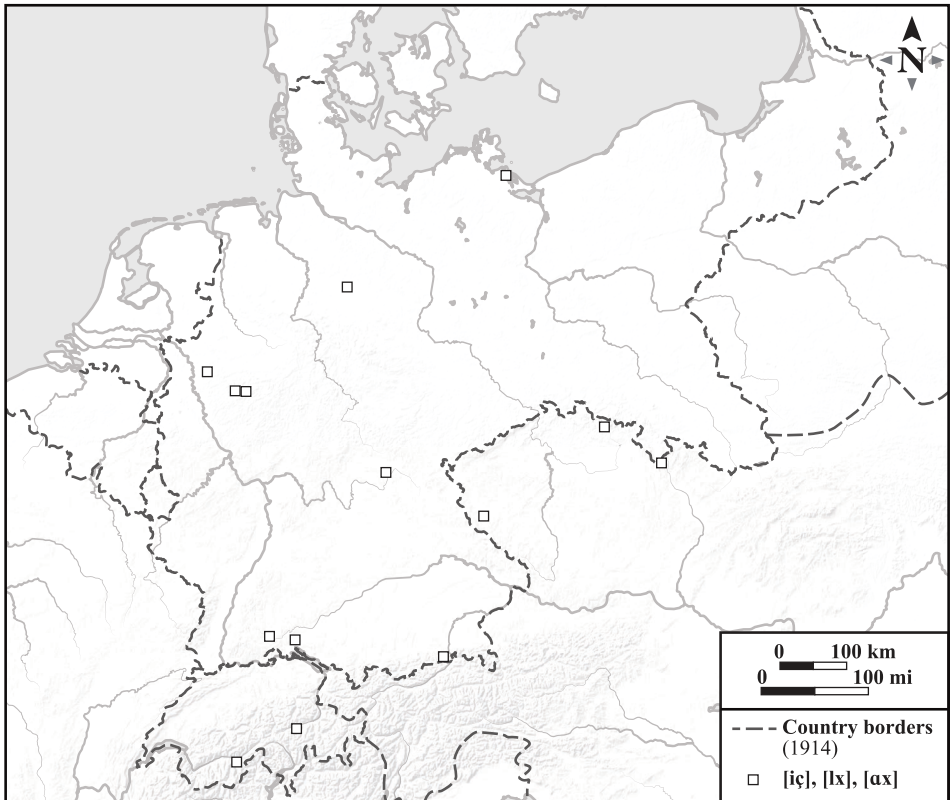 N
0 100 km
0 100 mi
Country borders
(1914)
[iç], [lx], [ɑx]